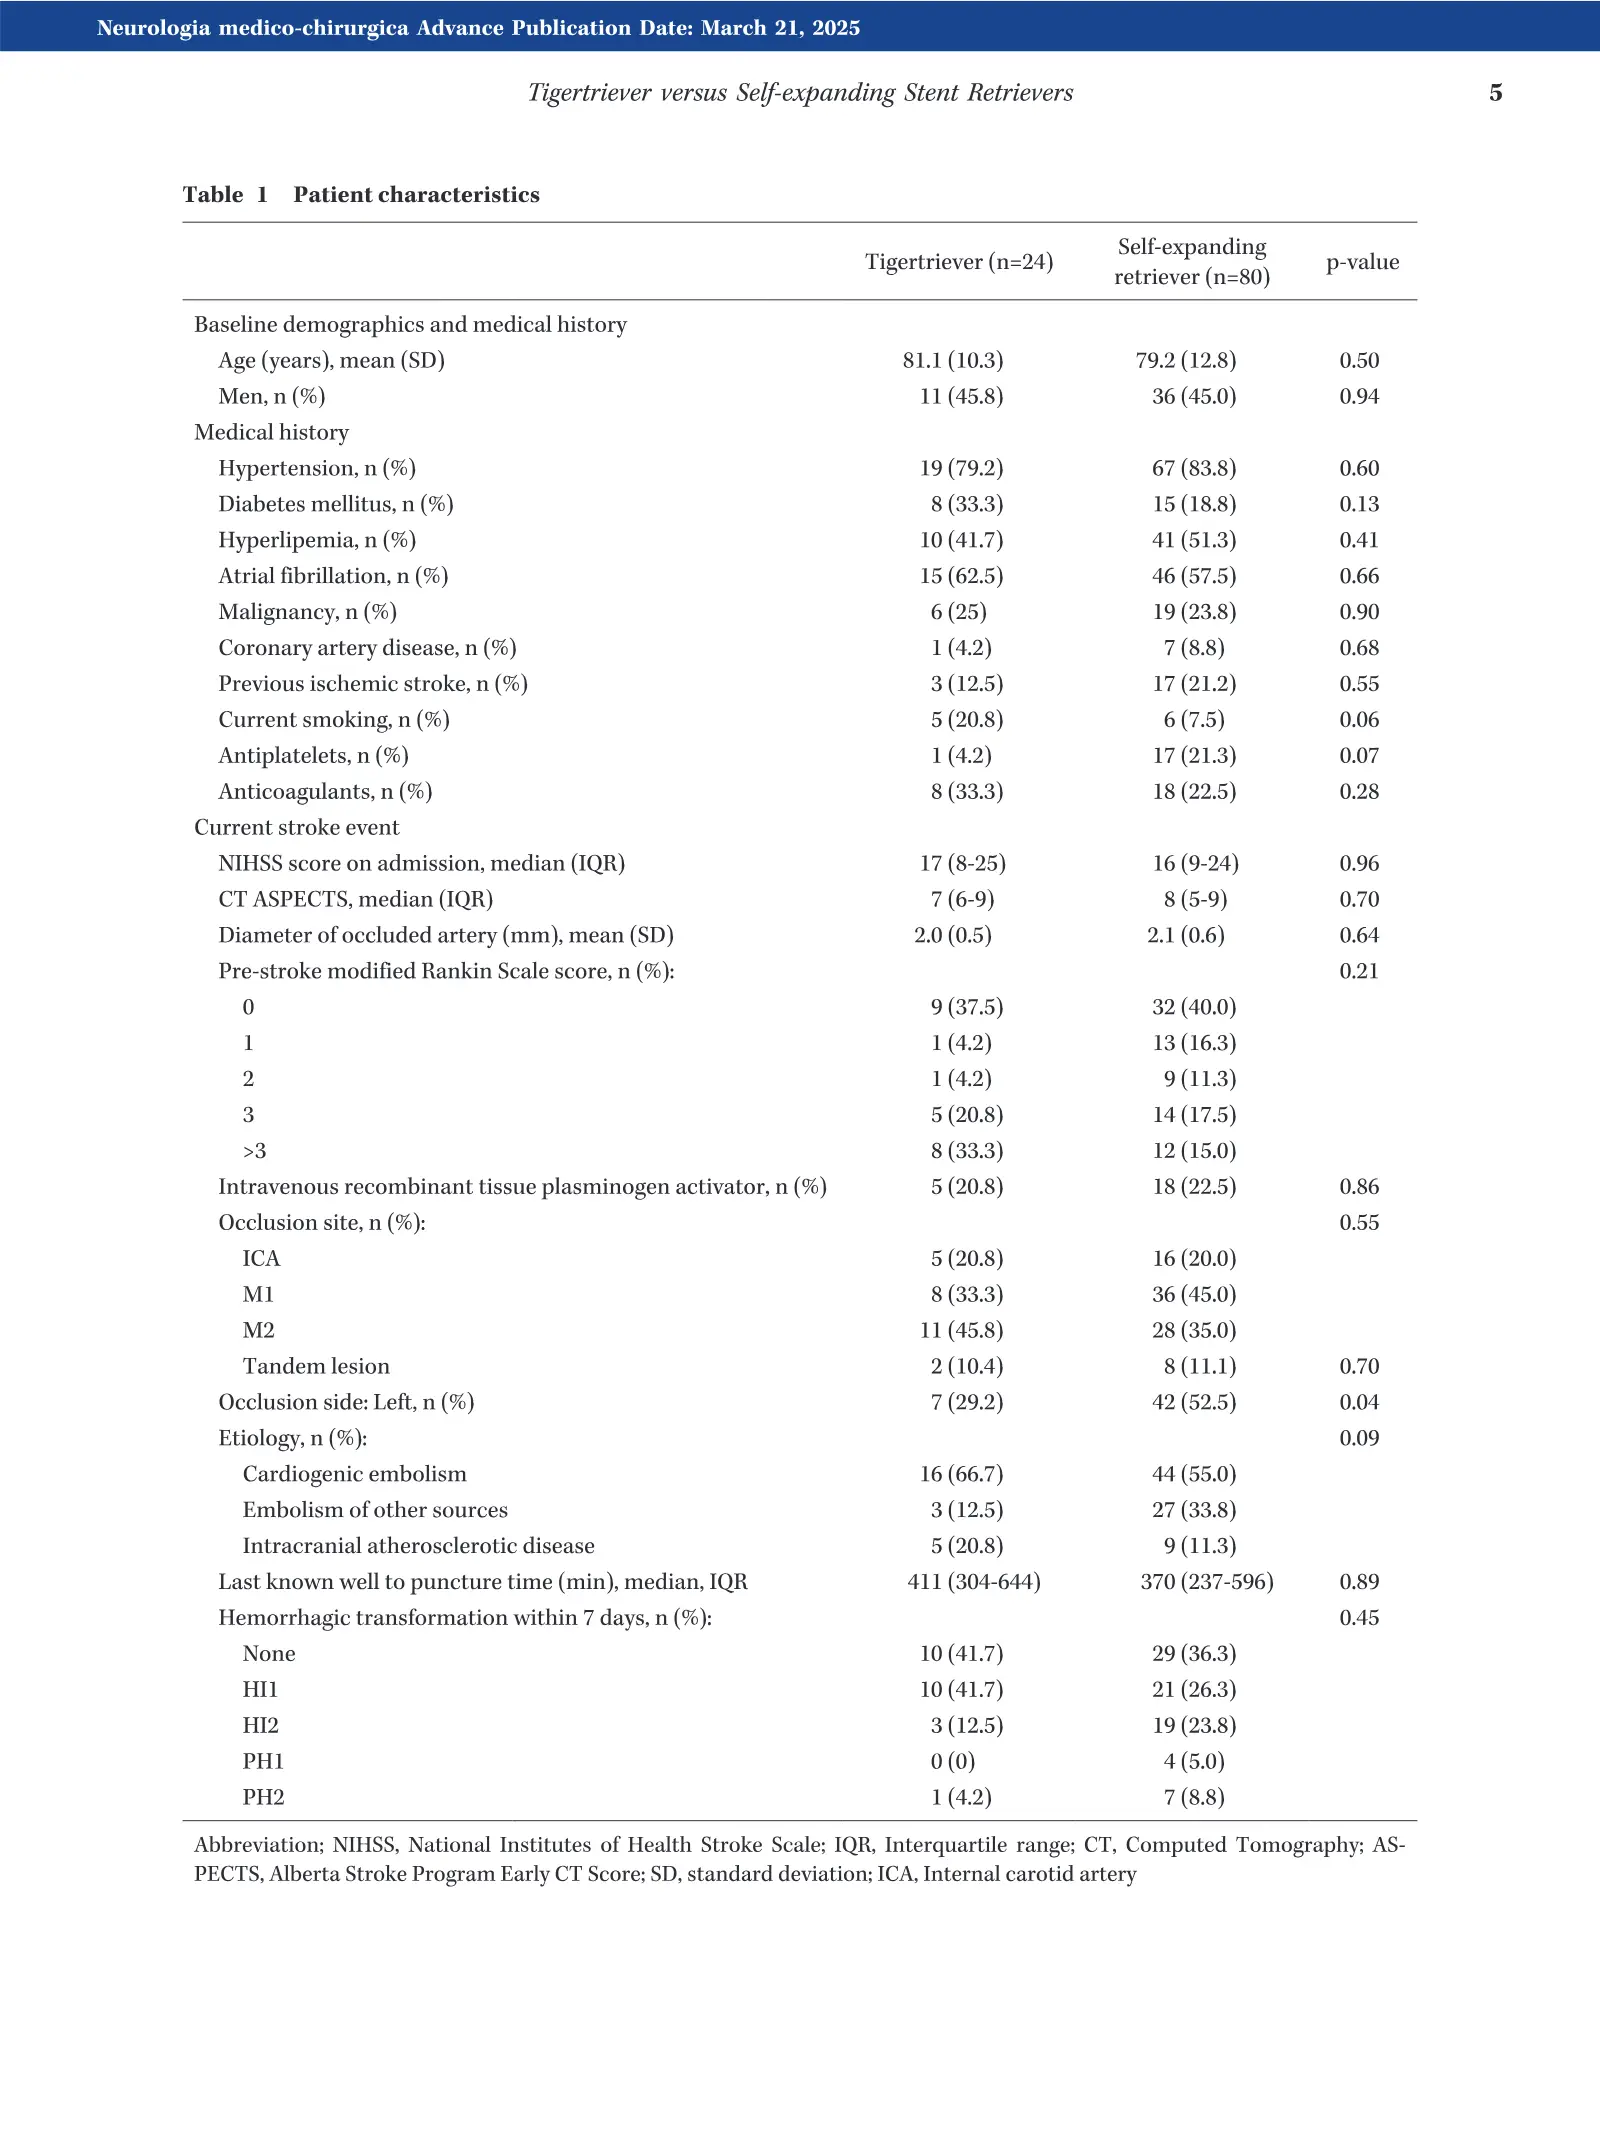 Neurologia medico-chirurgica Advance Publication Date: March 21, 2025
Tigertriever versus Self-expanding Stent Retrievers 5
Table 1 Patient characteristics
Tigertriever (n=24) Self-expanding retriever (n=80) p-value
Baseline demographics and medical history
Age (years), mean (SD) 81.1 (10.3) 79.2 (12.8) 0.50
Men, n (%) 11 (45.8) 36 (45.0) 0.94
Medical history
Hypertension, n (%) 19 (79.2) 67 (83.8) 0.60
Diabetes mellitus, n (%) 8 (33.3) 15 (18.8) 0.13
Hyperlipemia, n (%) 10 (41.7) 41 (51.3) 0.41
Atrial fibrillation, n (%) 15 (62.5) 46 (57.5) 0.66
Malignancy, n (%) 6 (25) 19 (23.8) 0.90
Coronary artery disease, n (%) 1 (4.2) 7 (8.8) 0.68
Previous ischemic stroke, n (%) 3 (12.5) 17 (21.2) 0.55
Current smoking, n (%) 5 (20.8) 6 (7.5) 0.06
Antiplatelets, n (%) 1 (4.2) 17 (21.3) 0.07
Anticoagulants, n (%) 8 (33.3) 18 (22.5) 0.28
Current stroke event
NIHSS score on admission, median (IQR) 17 (8-25) 16 (9-24) 0.96
CT ASPECTS, median (IQR) 7 (6-9) 8 (5-9) 0.70
Diameter of occluded artery (mm), mean (SD) 2.0 (0.5) 2.1 (0.6) 0.64
Pre-stroke modified Rankin Scale score, n (%): 0.21
0 9 (37.5) 32 (40.0)
1 1 (4.2) 13 (16.3)
2 1 (4.2) 9 (11.3)
3 5 (20.8) 14 (17.5)
>3 8 (33.3) 12 (15.0)
Intravenous recombinant tissue plasminogen activator, n (%) 5 (20.8) 18 (22.5) 0.86
Occlusion site, n (%): 0.55
ICA 5 (20.8) 16 (20.0)
M1 8 (33.3) 36 (45.0)
M2 11 (45.8) 28 (35.0)
Tandem lesion 2 (10.4) 8 (11.1) 0.70
Occlusion side: Left, n (%) 7 (29.2) 42 (52.5) 0.04
Etiology, n (%): 0.09
Cardiogenic embolism 16 (66.7) 44 (55.0)
Embolism of other sources 3 (12.5) 27 (33.8)
Intracranial atherosclerotic disease 5 (20.8) 9 (11.3)
Last known well to puncture time (min), median, IQR 411 (304-644) 370 (237-596) 0.89
Hemorrhagic transformation within 7 days, n (%): 0.45
None 10 (41.7) 29 (36.3)
HI1 10 (41.7) 21 (26.3)
HI2 3 (12.5) 19 (23.8)
PH1 0 (0) 4 (5.0)
PH2 1 (4.2) 7 (8.8)
Abbreviation; NIHSS, National Institutes of Health Stroke Scale; IQR, Interquartile range; CT, Computed Tomography; AS-
PECTS, Alberta Stroke Program Early CT Score; SD, standard deviation; ICA, Internal carotid artery